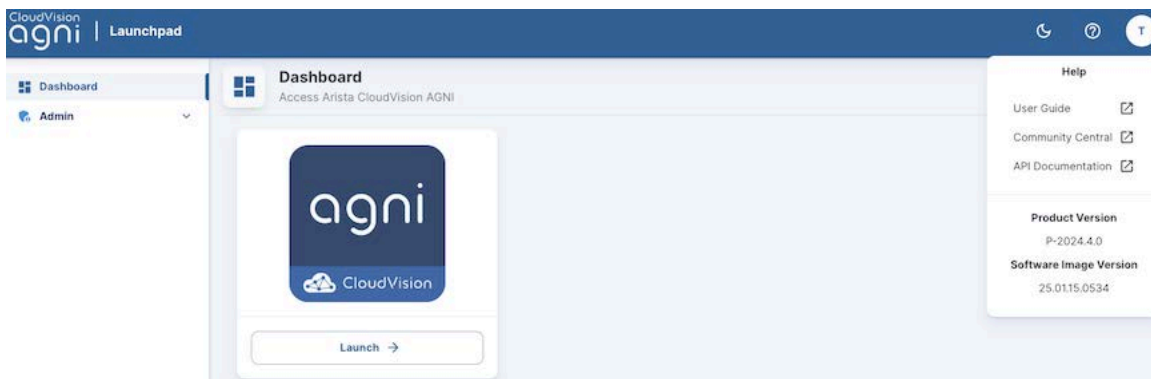 CloudVision
agni | Launchpad
T
Dashboard
Admin
Dashboard
Access Arista CloudVision AGNI
agni
CloudVision
Launch →
Help
User Guide
Community Central
API Documentation
Product Version
P-2024.4.0
Software Image Version
25.01.15.0534